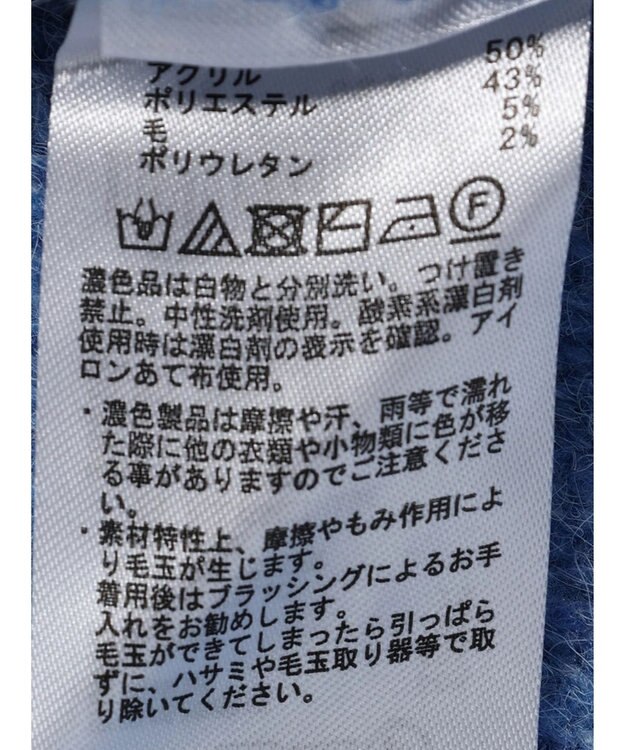 アクリル 50%
ポリエステル 43%
毛 5%
ポリウレタン 2%
F
濃色品は白物と分別洗い。つけ置き
禁止。中性洗剤使用。酸素系漂白剤
使用時は漂白剤の表示を確認。アイ
ロンあて布使用。
・濃色製品は摩擦や汗、雨等で濡れ
た際に他の衣類や小物類に色が移
る事がありますのでご注意くださ
い。
・素材特性上、摩擦やもみ作用によ
り毛玉が生じます。
着用後はブラッシングによるお手
入れをお勧めします。
毛玉ができてしまったら引っぱら
ずに、ハサミや毛玉取り器等で取
り除いてください。